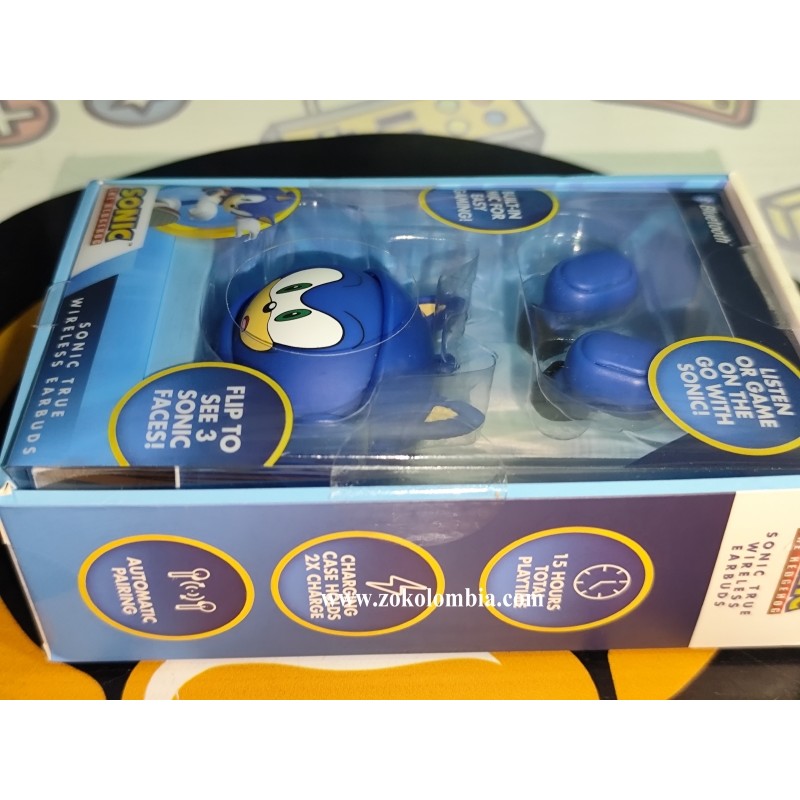 SONIC
THE HEDGEHOG
SONIC TRUE
WIRELESS EARBUDS
BUILT-IN
MIC FOR
EASY
GAMING!
Bluetooth
FLIP TO
SEE 3
SONIC
FACES!
LISTEN
OR GAME
ON THE
GO WITH
SONIC!
AUTOMATIC
PAIRING
CHARGING
CASE HOLDS
2X CHARGE
15 HOURS
TOTAL
PLAYTIME
SONIC TRUE
WIRELESS
EARBUDS
www.zokolombia.com